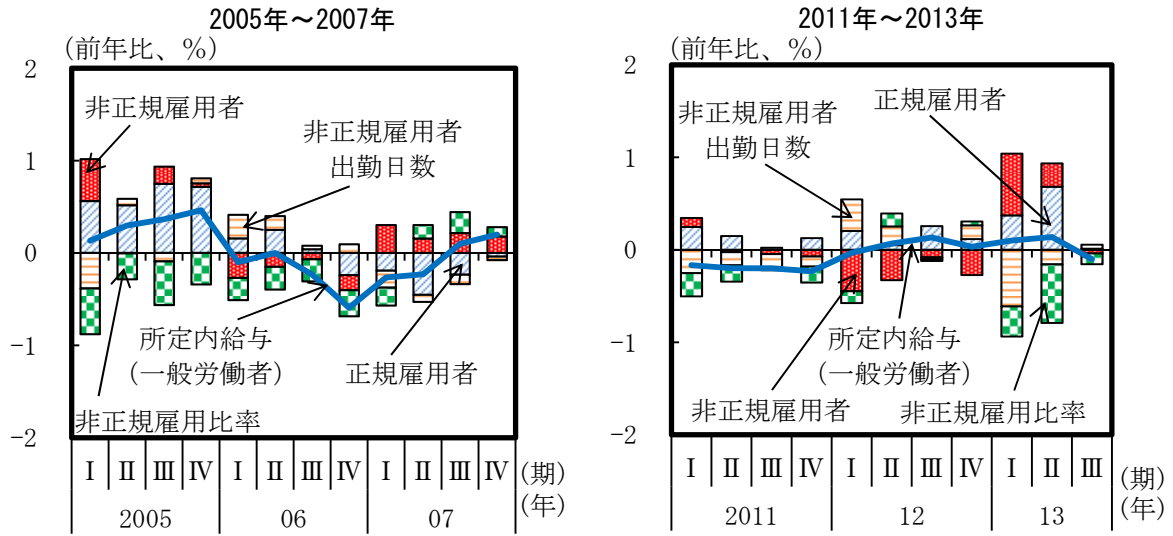 2005年～2007年
(前年比、%)
2
1
0
-1
-2
非正規雇用者
非正規雇用者
出勤日数
所定内給与
(一般労働者)
正規雇用者
非正規雇用比率
Ⅰ Ⅱ Ⅲ Ⅳ Ⅰ Ⅱ Ⅲ Ⅳ Ⅰ Ⅱ Ⅲ Ⅳ (期)
2005 06 07 (年)
2011年～2013年
(前年比、%)
2
1
0
-1
-2
非正規雇用者
出勤日数
正規雇用者
所定内給与
(一般労働者)
非正規雇用者
非正規雇用比率
Ⅰ Ⅱ Ⅲ Ⅳ Ⅰ Ⅱ Ⅲ Ⅳ Ⅰ Ⅱ Ⅲ (期)
2011 12 13 (年)